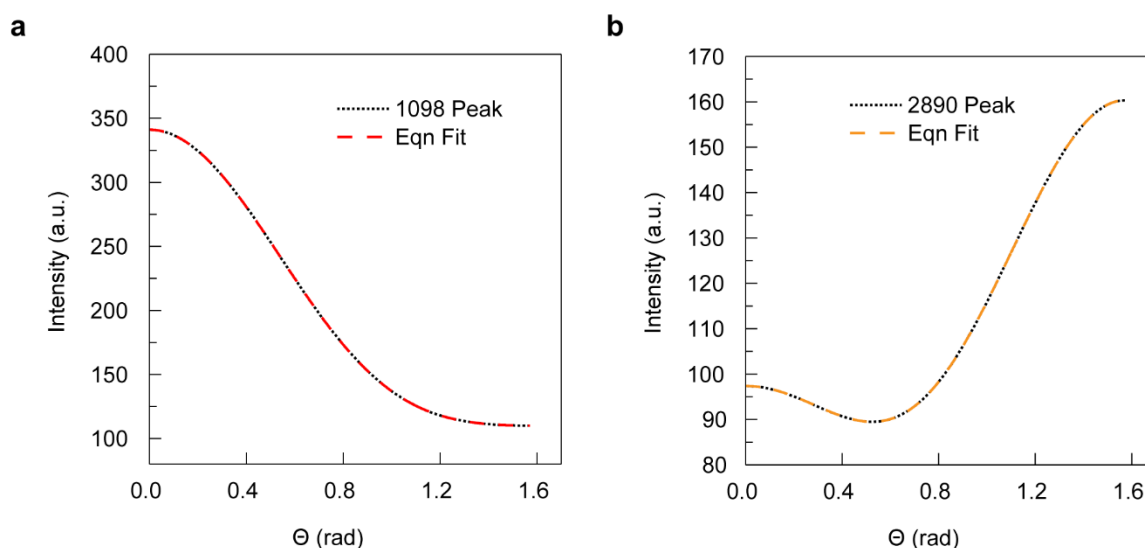 a
400
350
300
250
200
150
100
Intensity (a.u.)
1098 Peak
Eqn Fit
0.0 0.4 0.8 1.2 1.6
Θ (rad)
b
170
160
150
140
130
120
110
100
90
80
Intensity (a.u.)
2890 Peak
Eqn Fit
0.0 0.4 0.8 1.2 1.6
Θ (rad)